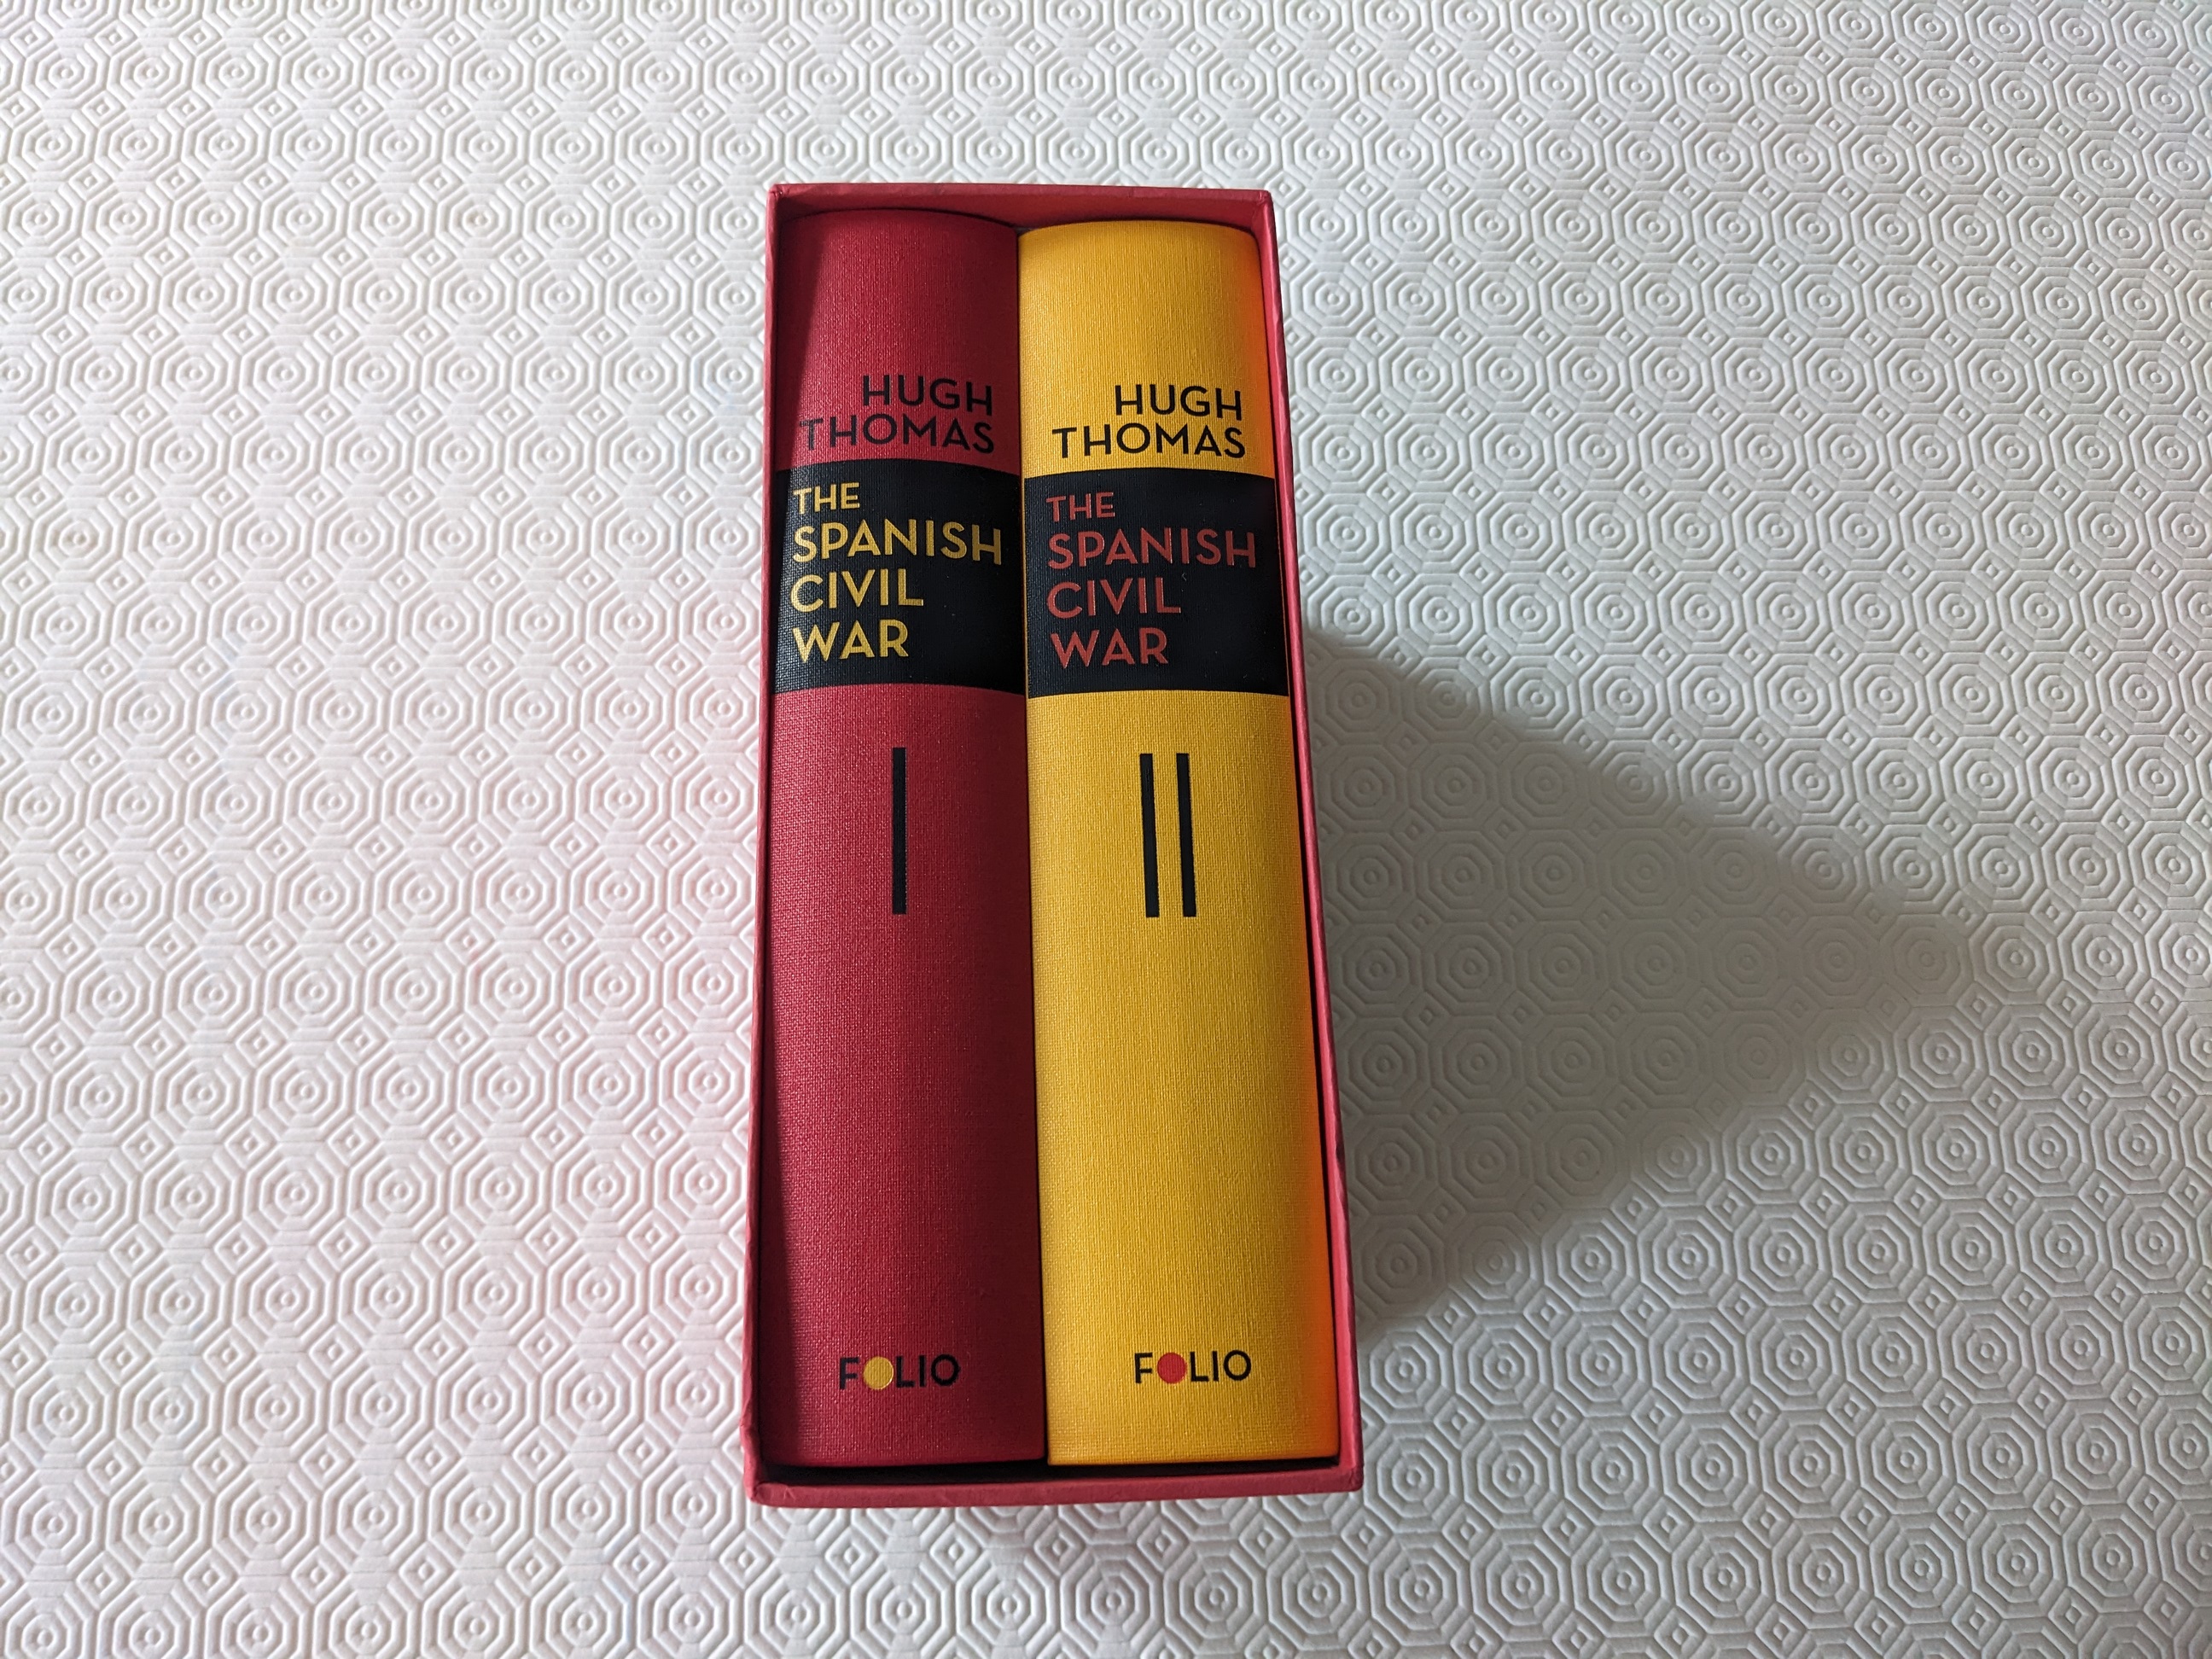 HUGH
THOMAS
THE
SPANISH
CIVIL
WAR
I
FOLIO
HUGH
THOMAS
THE
SPANISH
CIVIL
WAR
II
FOLIO